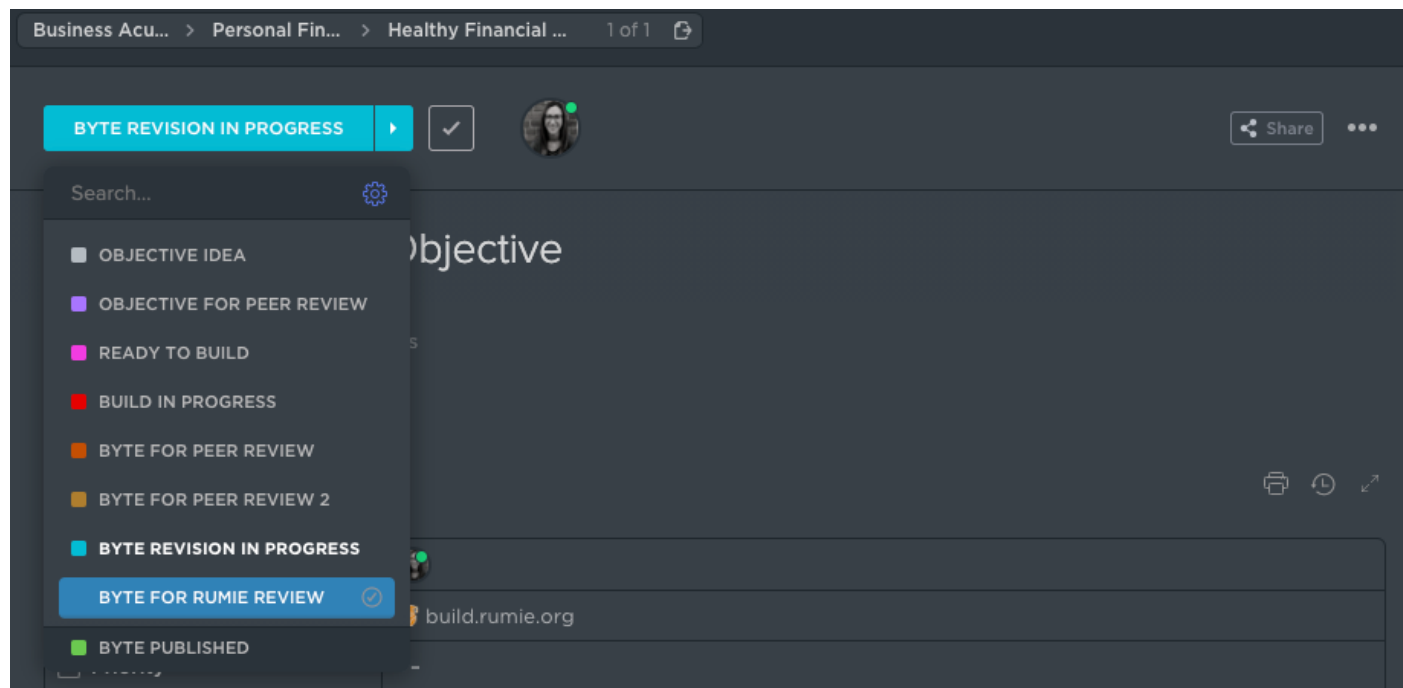 Business Acu... > Personal Fin... > Healthy Financial ... 1 of 1
BYTE REVISION IN PROGRESS
Share
Search...
OBJECTIVE IDEA
OBJECTIVE FOR PEER REVIEW
READY TO BUILD
BUILD IN PROGRESS
BYTE FOR PEER REVIEW
BYTE FOR PEER REVIEW 2
BYTE REVISION IN PROGRESS
BYTE FOR RUMIE REVIEW
BYTE PUBLISHED
Objective
s
build.rumie.org
–